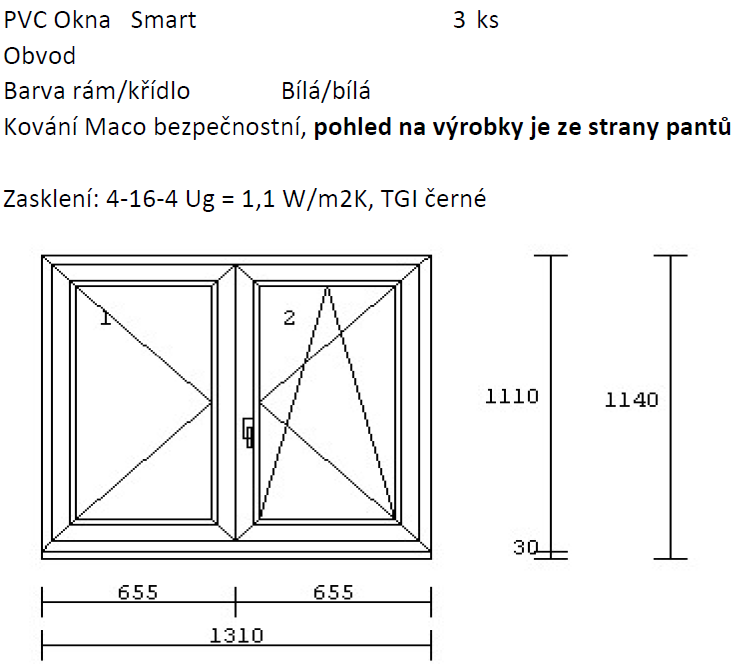 PVC Okna Smart 3 ks
Obvod
Barva rám/křídlo Bílá/bílá
Kování Maco bezpečnostní, pohled na výrobky je ze strany pantů
Zasklení: 4-16-4 Ug = 1,1 W/m2K, TGI černé
1 2
1110 1140
30
655 655
1310